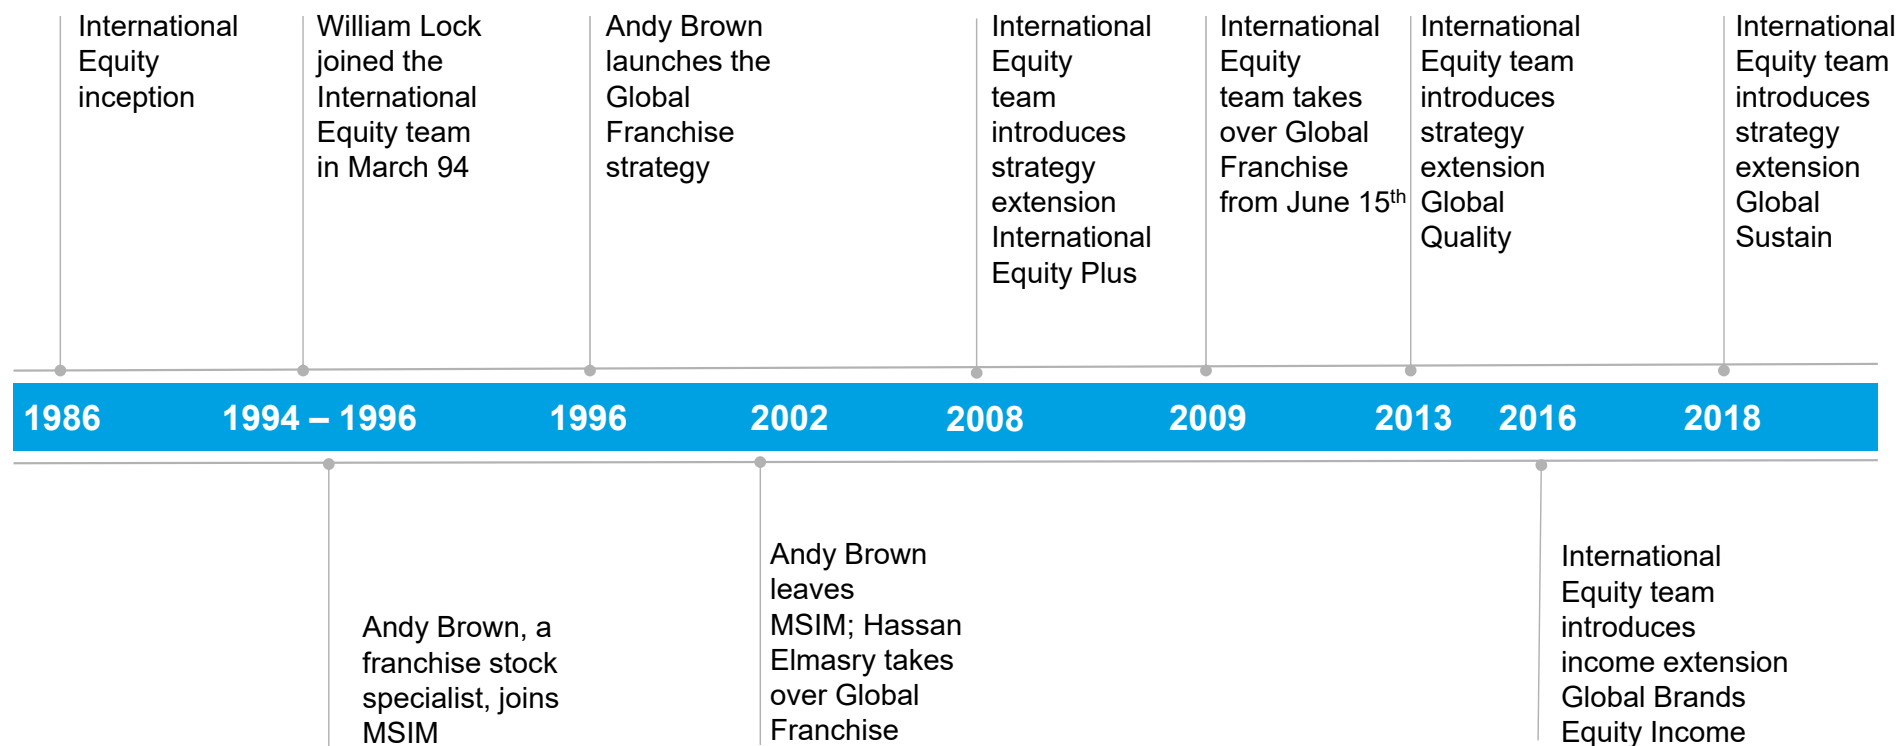 International
Equity
inception
William Lock
joined the
International
Equity team
in March 94
Andy Brown
launches the
Global
Franchise
strategy
International
Equity
team
introduces
strategy
extension
International
Equity Plus
International
Equity
team takes
over Global
Franchise
from June 15th
International
Equity team
introduces
strategy
extension
Global
Quality
International
Equity team
introduces
strategy
extension
Global
Sustain
1986 1994 – 1996 1996 2002 2008 2009 2013 2016 2018
Andy Brown, a
franchise stock
specialist, joins
MSIM
Andy Brown
leaves
MSIM; Hassan
Elmasry takes
over Global
Franchise
International
Equity team
introduces
income extension
Global Brands
Equity Income